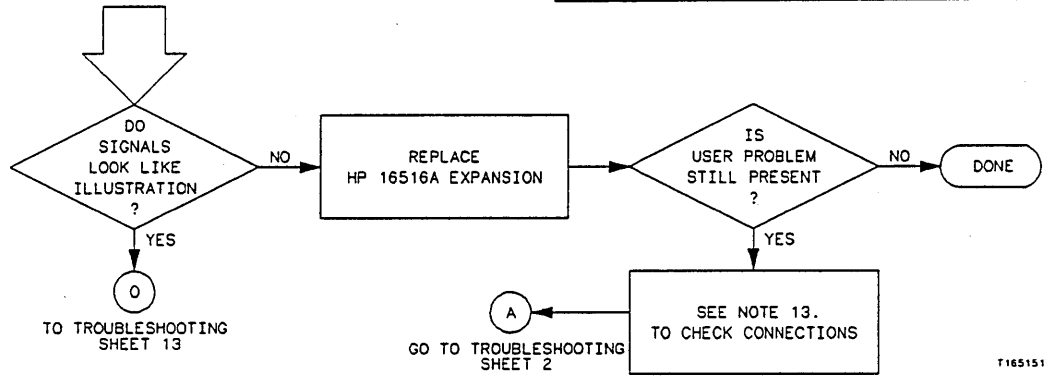 DO
SIGNALS
LOOK LIKE
ILLUSTRATION
?
NO
YES
O
TO TROUBLESHOOTING
SHEET 13
REPLACE
HP 16516A EXPANSION
IS
USER PROBLEM
STILL PRESENT
?
NO
DONE
YES
SEE NOTE 13.
TO CHECK CONNECTIONS
A
GO TO TROUBLESHOOTING
SHEET 2
T165151